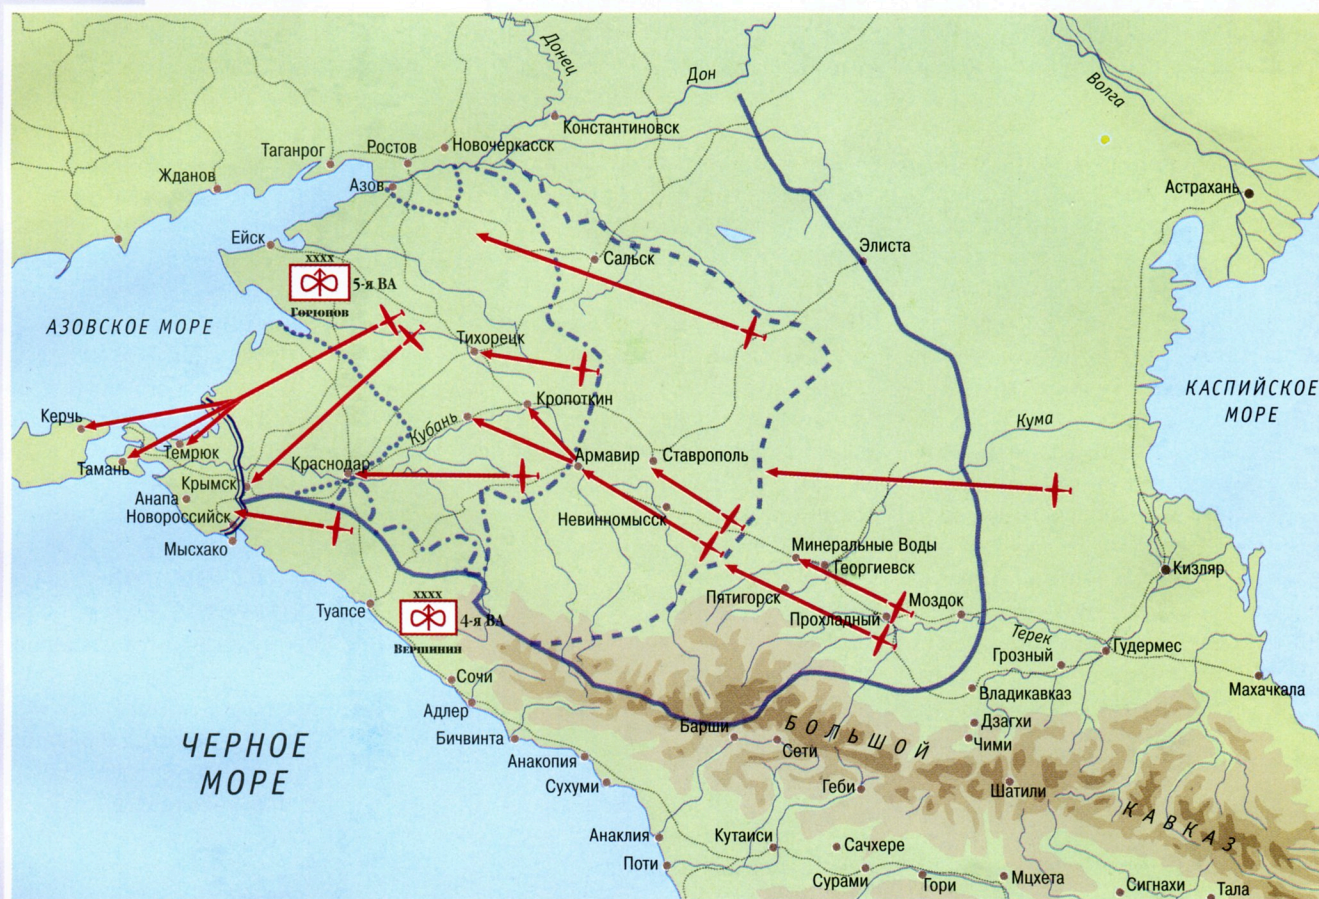 Донец
Дон
Волга
Константиновск
Таганрог
Ростов
Новочеркасск
Жданов
Азов
Астрахань
Ейск
Элиста
Сальск
xxxx
5-я ВА
Горюнов
АЗОВСКОЕ МОРЕ
Тихорецк
КАСПИЙСКОЕ
МОРЕ
Керчь
Кропоткин
Кубань
Кума
Темрюк
Тамань
Краснодар
Армавир
Ставрополь
Крымск
Анапа
Новороссийск
Невинномысск
Мысхако
Минеральные Воды
Георгиевск
Кизляр
Пятигорск
Моздок
Туапсе
xxxx
4-я ВА
Вершинин
Прохладный
Терек
Грозный
Гудермес
Сочи
Владикавказ
Махачкала
Адлер
Дзагхи
Барши
БОЛЬШОЙ
Бичвинта
Чими
Сети
ЧЕРНОЕ
МОРЕ
Анакопия
Сухуми
Геби
Шатили
КАВКАЗ
Анаклия
Кутаиси
Сачхере
Поти
Сурами
Гори
Мцхета
Сигнахи
Тала